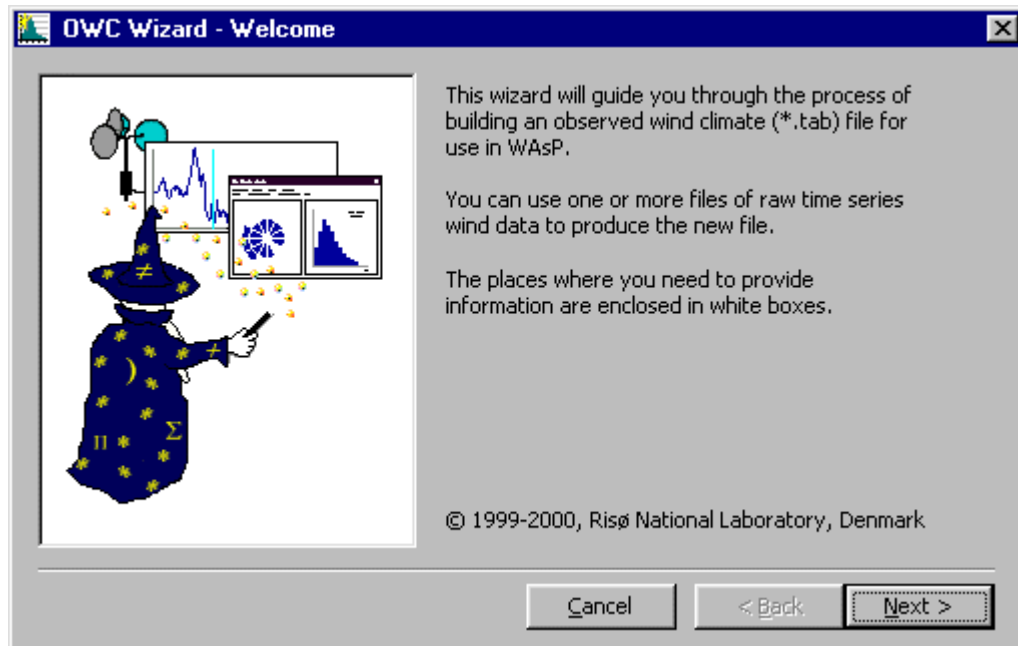 OWC Wizard - Welcome
This wizard will guide you through the process of
building an observed wind climate (*.tab) file for
use in WAsP.
You can use one or more files of raw time series
wind data to produce the new file.
The places where you need to provide
information are enclosed in white boxes.
≠
≠
Π
Σ
© 1999-2000, Risø National Laboratory, Denmark
Cancel
< Back
Next >